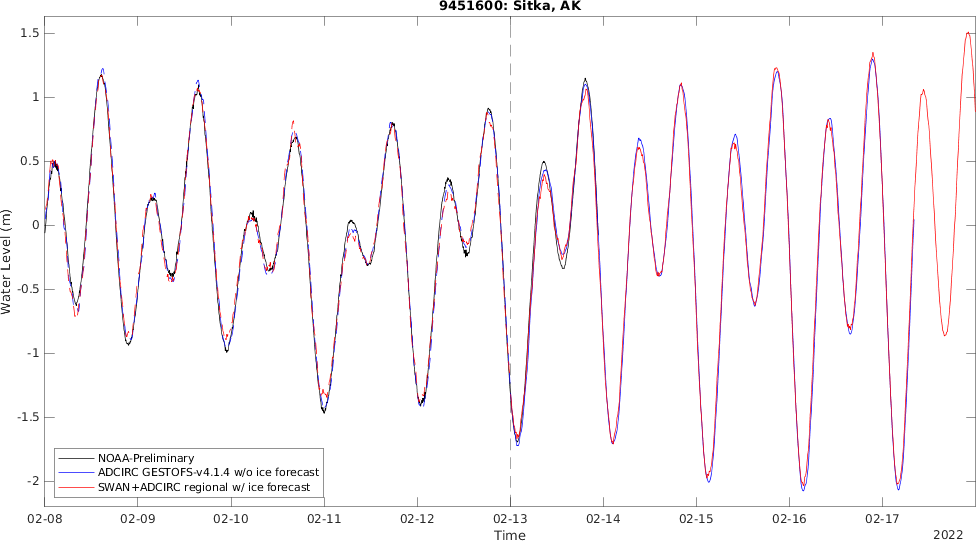 9451600: Sitka, AK
Water Level (m)
1.5
1
0.5
0
-0.5
-1
-1.5
-2
NOAA-Preliminary
ADCIRC GESTOFS-v4.1.4 w/o ice forecast
SWAN+ADCIRC regional w/ ice forecast
02-08 02-09 02-10 02-11 02-12 02-13 02-14 02-15 02-16 02-17
Time
2022